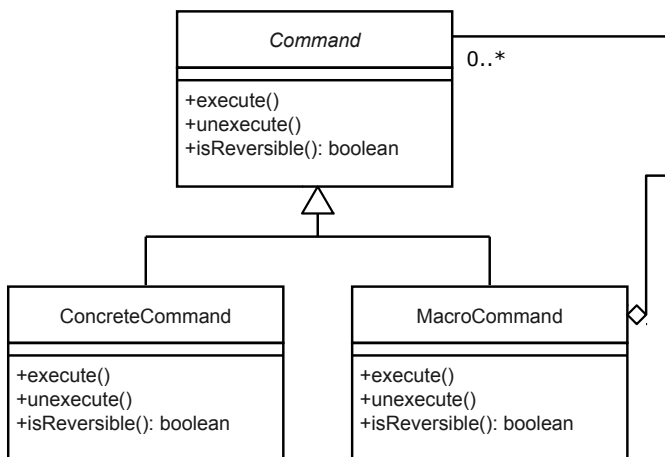 Command
0..*
+execute()
+unexecute()
+isReversible(): boolean
ConcreteCommand
+execute()
+unexecute()
+isReversible(): boolean
MacroCommand
+execute()
+unexecute()
+isReversible(): boolean